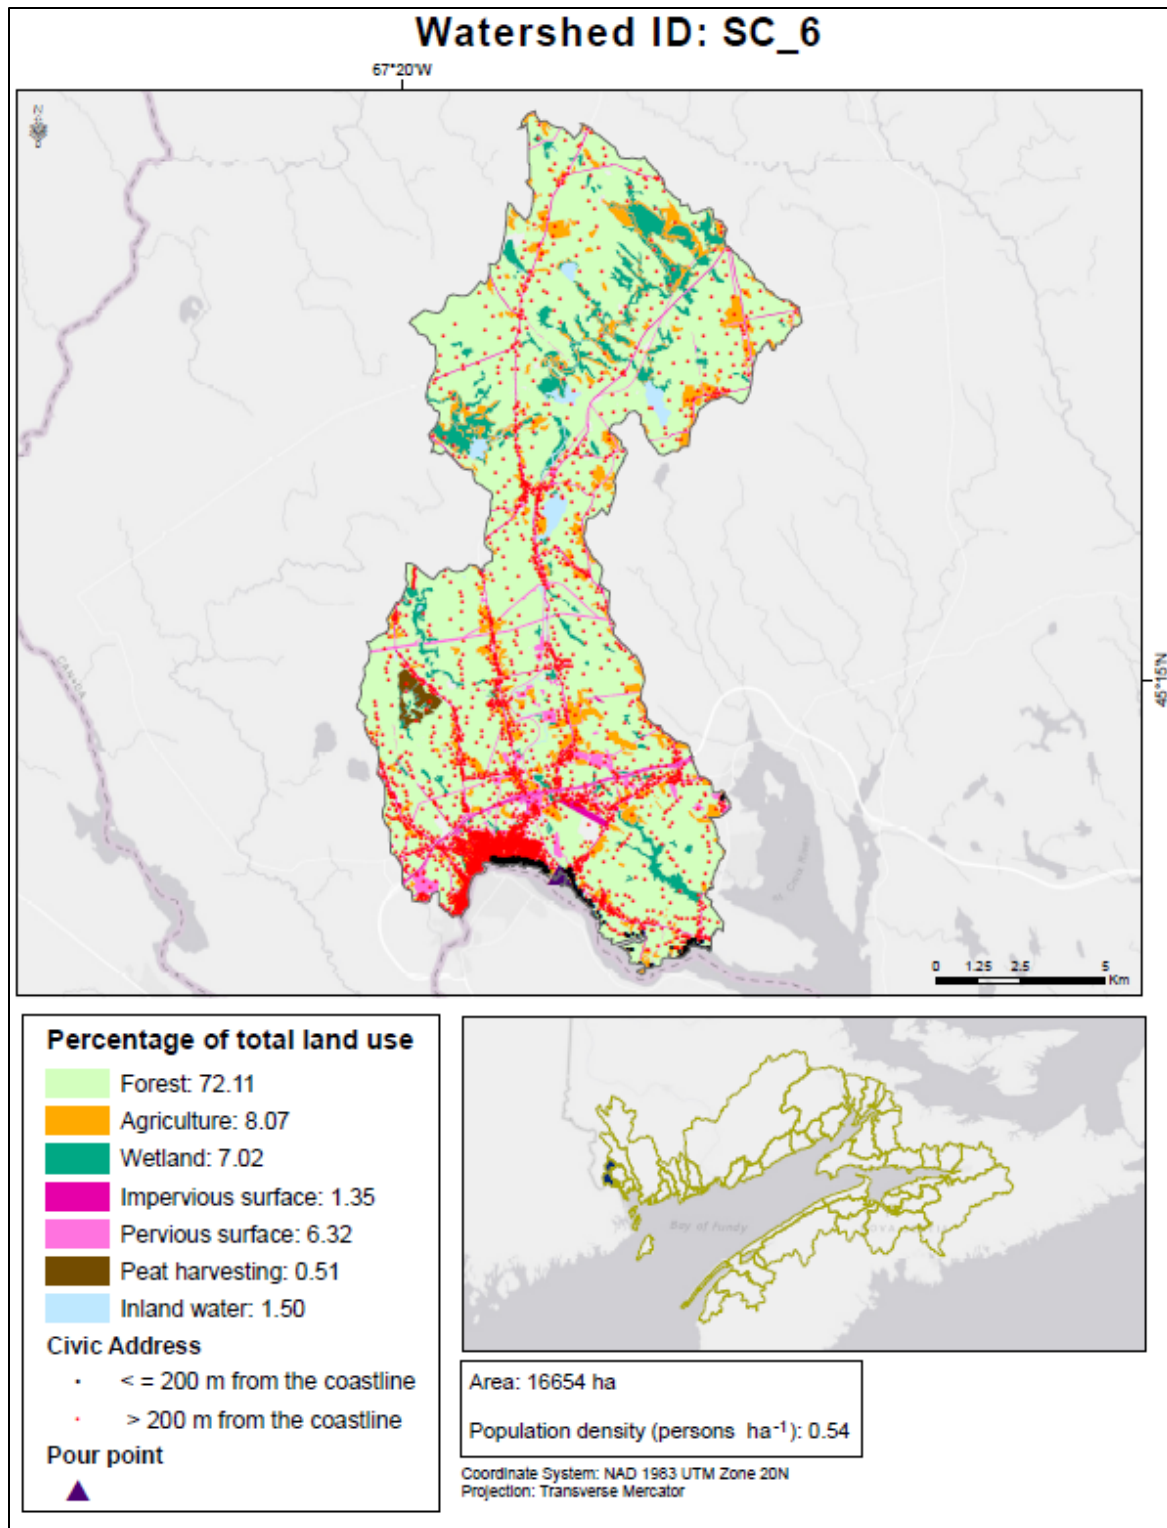 Watershed ID: SC_6
67°20'W
CANADA
45°15'N
St. Croix River
0 1.25 2.5 5
Km
Percentage of total land use
Forest: 72.11
Agriculture: 8.07
Wetland: 7.02
Impervious surface: 1.35
Pervious surface: 6.32
Peat harvesting: 0.51
Inland water: 1.50
Civic Address
< = 200 m from the coastline
> 200 m from the coastline
Pour point
Bay of Fundy
Area: 16654 ha
Population density (persons ha⁻¹): 0.54
Coordinate System: NAD 1983 UTM Zone 20N
Projection: Transverse Mercator